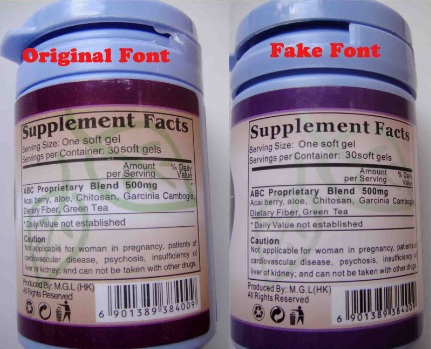 Original Font
Supplement Facts
Serving Size: One soft gel
Servings per Container: 30soft gels
Amount % Daily
per Serving Value
ABC Proprietary Blend 500mg
Acai berry, aloe, Chitosan, Garcinia Cambogia,
Dietary Fiber, Green Tea
* Daily Value not established
Caution
Not applicable for woman in pregnancy, patients of
cardiovascular disease, psychosis, insufficiency of
liver or kidney; and can not be taken with other drugs.
Produced By: M.G.L(HK)
All Rights Reserved
6 901389 384009
Fake Font
Supplement Facts
Serving Size: One soft gel
Servings per Container: 30soft gels
Amount % Daily
per Serving Value
ABC Proprietary Blend 500mg
Acai berry, aloe, Chitosan, Garcinia Cambogia,
Dietary Fiber, Green Tea
* Daily Value not established
Caution
Not applicable for woman in pregnancy, patients of
cardiovascular disease, psychosis, insufficiency of
liver of kidney; and can not be taken with other drugs.
Produced By: M.G.L(HK)
All Rights Reserved
6 901389 384009